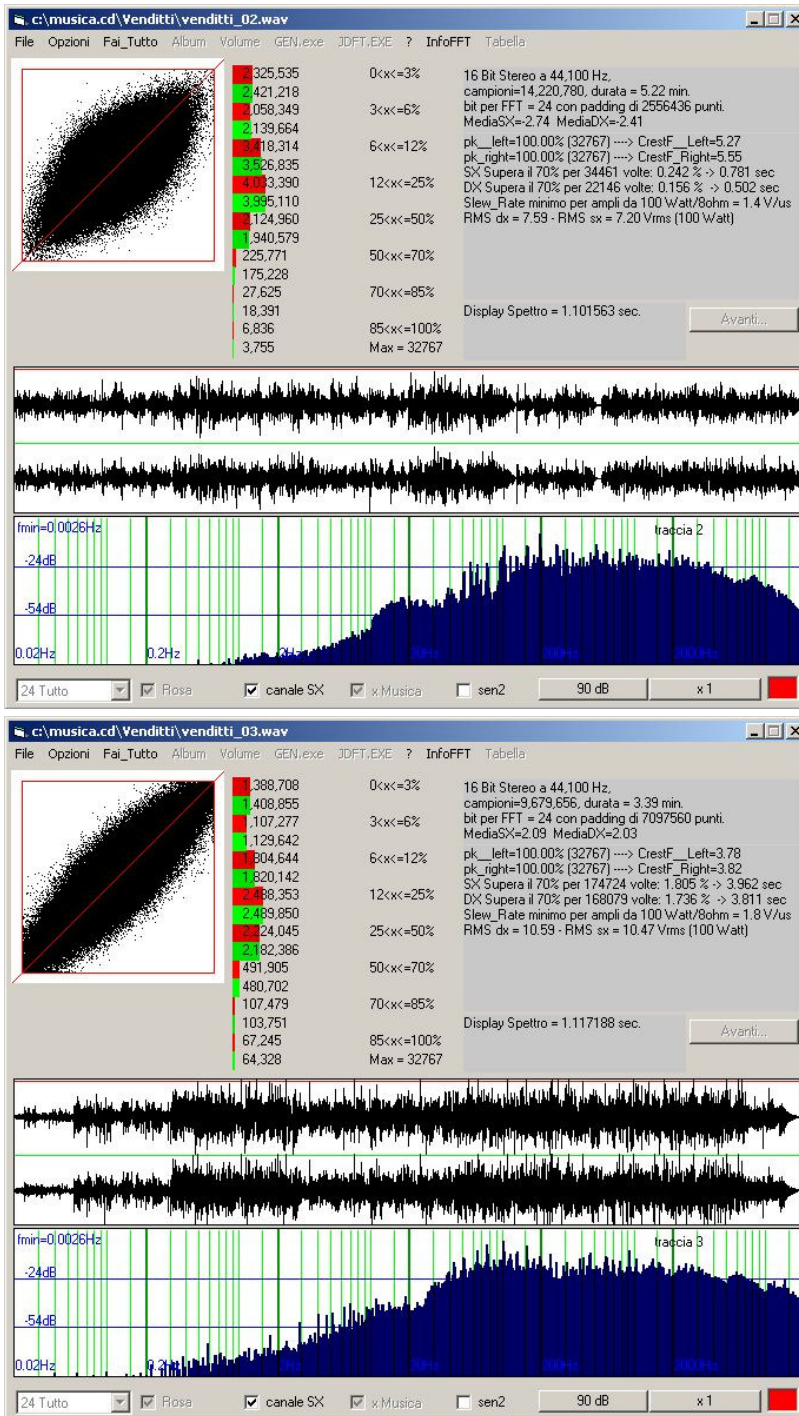 c:\musica.cd\Venditti\venditti_02.wav
File Opzioni Fai_Tutto Album Volume GEN.exe JDFT.EXE ? InfoFFT Tabella
2,325,535 0<x<=3%
2,421,218
2,058,349 3<x<=6%
2,139,664
3,418,314 6<x<=12%
3,526,835
4,033,390 12<x<=25%
3,995,110
2,124,960 25<x<=50%
1,940,579
225,771 50<x<=70%
175,228
27,625 70<x<=85%
18,391
6,836 85<x<=100%
3,755 Max = 32767
16 Bit Stereo a 44,100 Hz,
campioni=14,220,780, durata = 5.22 min.
bit per FFT = 24 con padding di 2556436 punti.
MediaSX=-2.74 MediaDX=-2.41
pk__left=100.00% (32767) ----> CrestF__Left=5.27
pk_right=100.00% (32767) ----> CrestF_Right=5.55
SX Supera il 70% per 34461 volte: 0.242 % -> 0.781 sec
DX Supera il 70% per 22146 volte: 0.156 % -> 0.502 sec
Slew_Rate minimo per ampli da 100 Watt/8ohm = 1.4 V/us
RMS dx = 7.59 - RMS sx = 7.20 Vrms (100 Watt)
Display Spettro = 1.101563 sec.
Avanti...
fmin=0.0026Hz traccia 2
-24dB
-54dB
0.02Hz 0.2Hz 2Hz 20Hz 200Hz 2000Hz
24 Tutto Rosa canale SX x Musica sen2 90 dB x 1
c:\musica.cd\Venditti\venditti_03.wav
File Opzioni Fai_Tutto Album Volume GEN.exe JDFT.EXE ? InfoFFT Tabella
1,388,708 0<x<=3%
1,408,855
1,107,277 3<x<=6%
1,129,642
1,804,644 6<x<=12%
1,820,142
2,488,353 12<x<=25%
2,489,850
2,224,045 25<x<=50%
2,182,386
491,905 50<x<=70%
480,702
107,479 70<x<=85%
103,751
67,245 85<x<=100%
64,328 Max = 32767
16 Bit Stereo a 44,100 Hz,
campioni=9,679,656, durata = 3.39 min.
bit per FFT = 24 con padding di 7097560 punti.
MediaSX=2.09 MediaDX=2.03
pk__left=100.00% (32767) ----> CrestF__Left=3.78
pk_right=100.00% (32767) ----> CrestF_Right=3.82
SX Supera il 70% per 174724 volte: 1.805 % -> 3.962 sec
DX Supera il 70% per 168079 volte: 1.736 % -> 3.811 sec
Slew_Rate minimo per ampli da 100 Watt/8ohm = 1.8 V/us
RMS dx = 10.59 - RMS sx = 10.47 Vrms (100 Watt)
Display Spettro = 1.117188 sec.
Avanti...
fmin=0.0026Hz traccia 3
-24dB
-54dB
0.02Hz 0.2Hz 2Hz 20Hz 200Hz 2000Hz
24 Tutto Rosa canale SX x Musica sen2 90 dB x 1